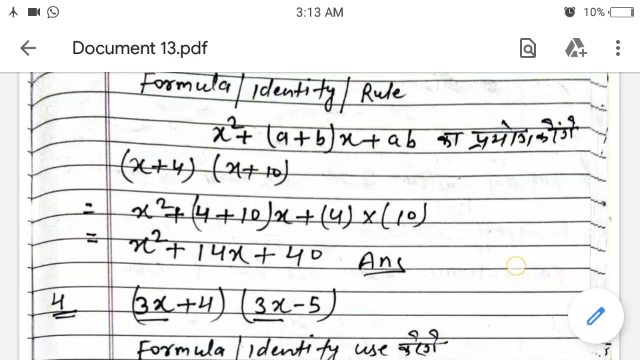 3:13 AM 10%
Document 13.pdf
Formula / Identity / Rule
x²+ (a+b)x + ab का प्रयोग करेंगे
(x+4) (x+10)
= x²+(4+10)x+(4)×(10)
= x²+14x+40 Ans
4 (3x+4) (3x-5)
Formula / Identity use करेंगे